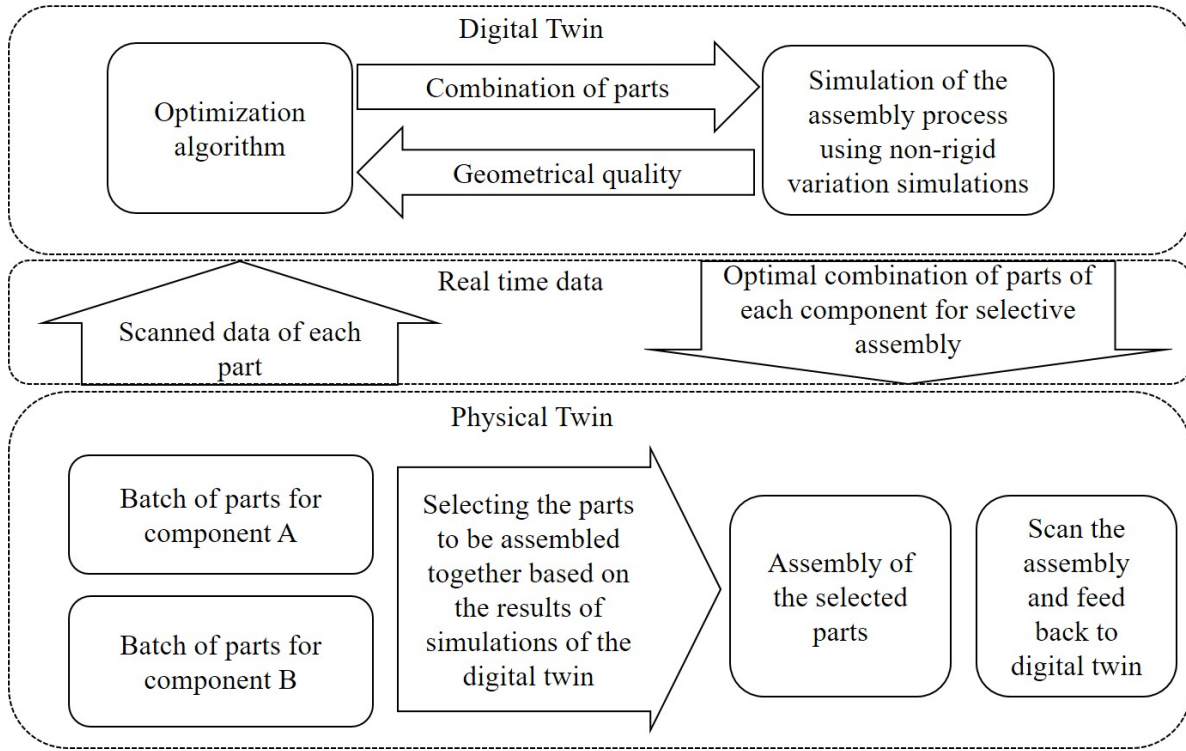 Digital Twin
Optimization
algorithm
Combination of parts
Geometrical quality
Simulation of the
assembly process
using non-rigid
variation simulations
Real time data
Scanned data of each
part
Optimal combination of parts of
each component for selective
assembly
Physical Twin
Batch of parts for
component A
Batch of parts for
component B
Selecting the parts
to be assembled
together based on
the results of
simulations of the
digital twin
Assembly of
the selected
parts
Scan the
assembly
and feed
back to
digital twin